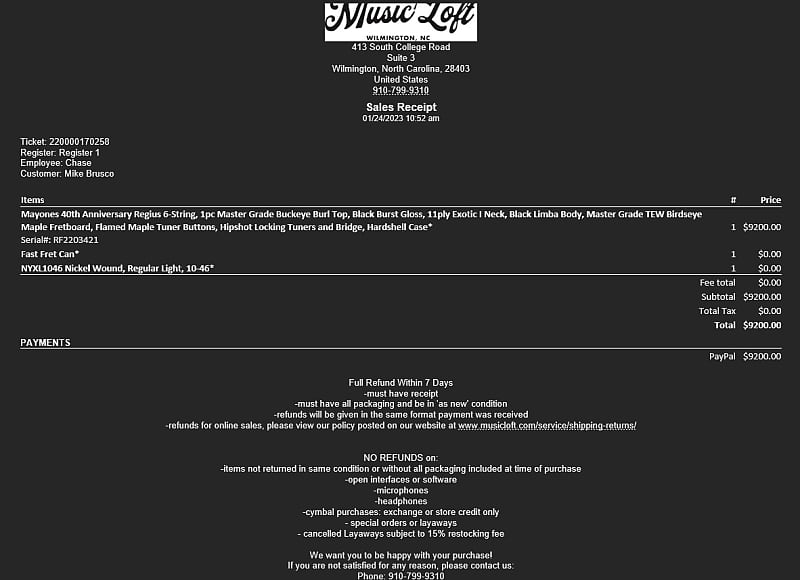 Music Loft
WILMINGTON, NC
413 South College Road
Suite 3
Wilmington, North Carolina, 28403
United States
910-799-9310
Sales Receipt
01/24/2023 10:52 am
Ticket: 220000170258
Register: Register 1
Employee: Chase
Customer: Mike Brusco
Items # Price
Mayones 40th Anniversary Regius 6-String, 1pc Master Grade Buckeye Burl Top, Black Burst Gloss, 11ply Exotic I Neck, Black Limba Body, Master Grade TEW Birdseye
Maple Fretboard, Flamed Maple Tuner Buttons, Hipshot Locking Tuners and Bridge, Hardshell Case* 1 $9200.00
Serial#: RF2203421
Fast Fret Can* 1 $0.00
NYXL1046 Nickel Wound, Regular Light, 10-46* 1 $0.00
Fee total $0.00
Subtotal $9200.00
Total Tax $0.00
Total $9200.00
PAYMENTS
PayPal $9200.00
Full Refund Within 7 Days
-must have receipt
-must have all packaging and be in 'as new' condition
-refunds will be given in the same format payment was received
-refunds for online sales, please view our policy posted on our website at www.musicloft.com/service/shipping-returns/
NO REFUNDS on:
-items not returned in same condition or without all packaging included at time of purchase
-open interfaces or software
-microphones
-headphones
-cymbal purchases: exchange or store credit only
- special orders or layaways
- cancelled Layaways subject to 15% restocking fee
We want you to be happy with your purchase!
If you are not satisfied for any reason, please contact us:
Phone: 910-799-9310